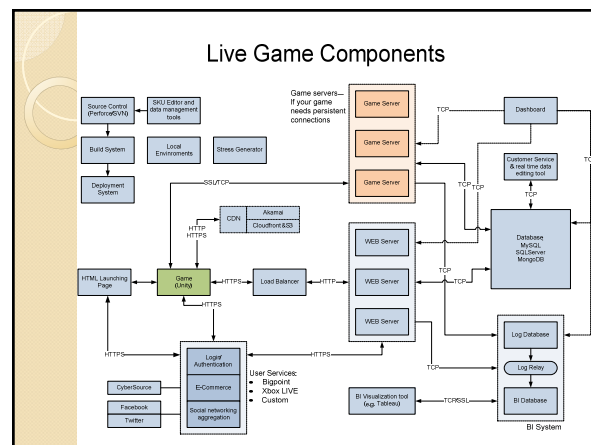 Live Game Components
Source Control
(Perforce/SVN)
SKU Editor and
data management
tools
Build System
Local
Envinroments
Stress Generator
Deployment
System
Game servers—
If your game
needs persistent
connections
Game Server
Game Server
Game Server
TCP
Dashboard
TCP
TCP
TCP
Customer Service
& real time data
editing tool
TCP
SSL/TCP
HTTP
HTTPS
CDN
Akamai
Cloudfront&S3
Database:
MySQL
SQLServer
MongoDB
HTML Launching
Page
Game
(Unity)
HTTPS
Load Balancer
HTTP
WEB Server
WEB Server
WEB Server
TCP
TCP
HTTPS
HTTPS
Login/
Authentication
E-Commerce
Social networking
aggregation
User Services:
• Bigpoint
• Xbox LIVE
• Custom
HTTPS
TCP
CyberSource
Facebook
Twitter
BI Visualization tool
(e.g. Tableau)
TCP/SSL
Log Database
Log Relay
BI Database
BI System